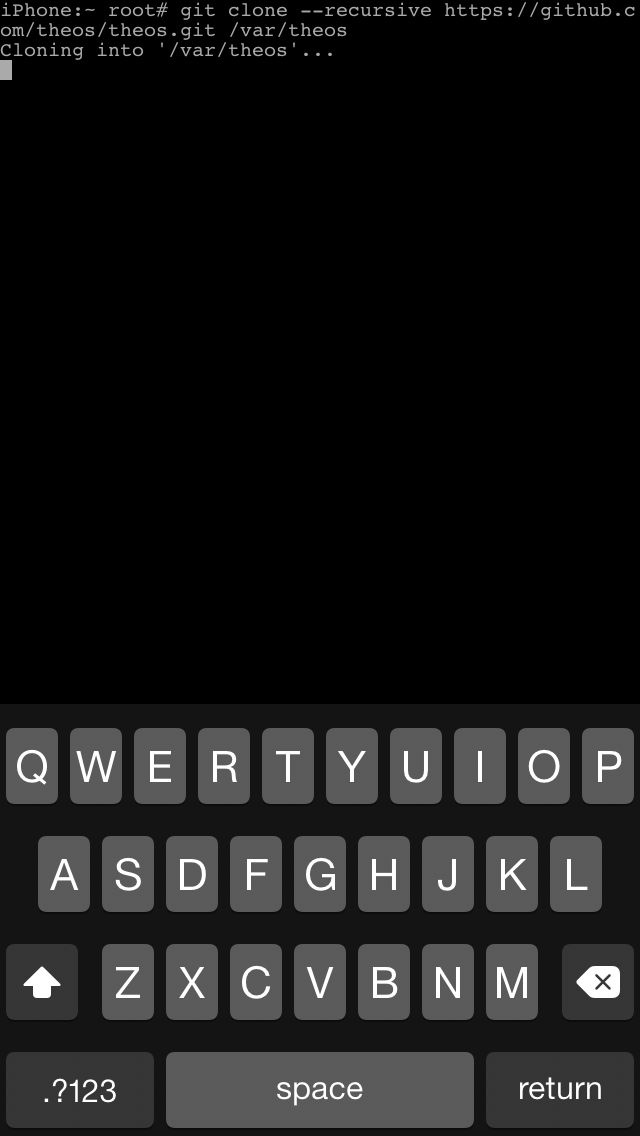 iPhone:~ root# git clone --recursive https://github.c
om/theos/theos.git /var/theos
Cloning into '/var/theos'...
Q W E R T Y U I O P
A S D F G H J K L
Z X C V B N M
.?123 space return